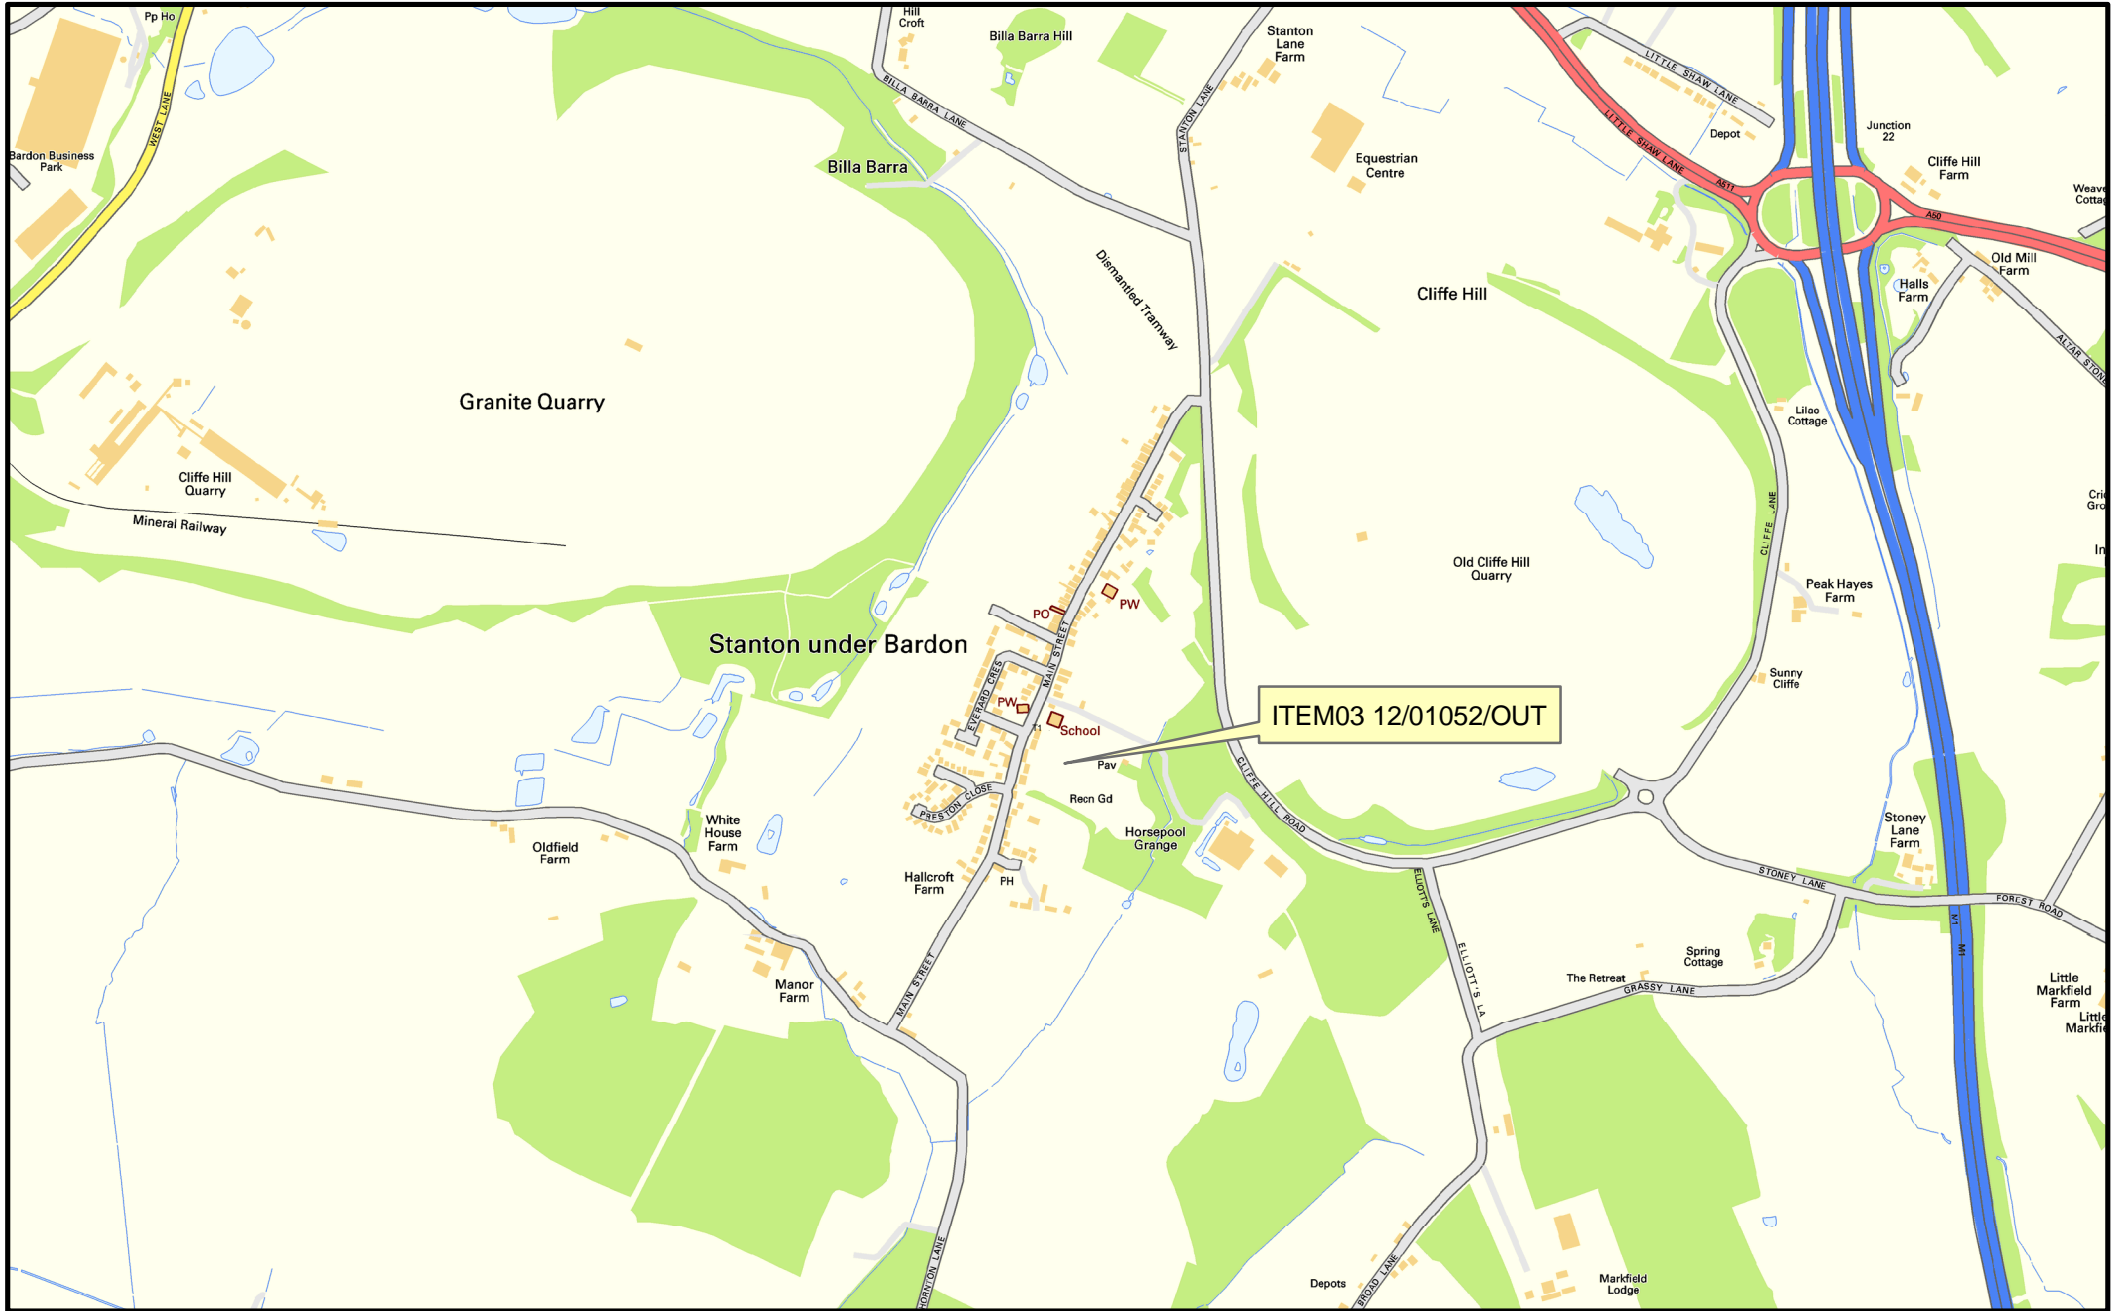 Pp Ho
Hill
Croft
Billa Barra Hill
Stanton
Lane
Farm
LITTLE SHAW LANE
WEST LANE
BILLA BARRA LANE
STANTON LANE
LITTLE SHAW LANE
Depot
Junction
22
Bardon Business
Park
Billa Barra
Equestrian
Centre
A511
Cliffe Hill
Farm
A50
Dismantled Tramway
Cliffe Hill
Halls
Farm
Old Mill
Farm
Granite Quarry
Lilac
Cottage
Cliffe Hill
Quarry
Mineral Railway
CLIFFE LANE
Old Cliffe Hill
Quarry
Peak Hayes
Farm
PO
PW
Stanton under Bardon
MAIN STREET
EVERARD CRES
PW
School
Sunny
Cliffe
ITEM03 12/01052/OUT
Pav
Recn Gd
CLIFFE HILL ROAD
PRESTON CLOSE
White
House
Farm
Oldfield
Farm
Horsepool
Grange
Stoney
Lane
Farm
Hallcroft
Farm
PH
ELLIOTT'S LANE
STONEY LANE
FOREST ROAD
M1
M1
ELLIOTT'S LA
Spring
Cottage
The Retreat
GRASSY LANE
Manor
Farm
MAIN STREET
Little
Markfield
Farm
BROAD LANE
Depots
Markfield
Lodge